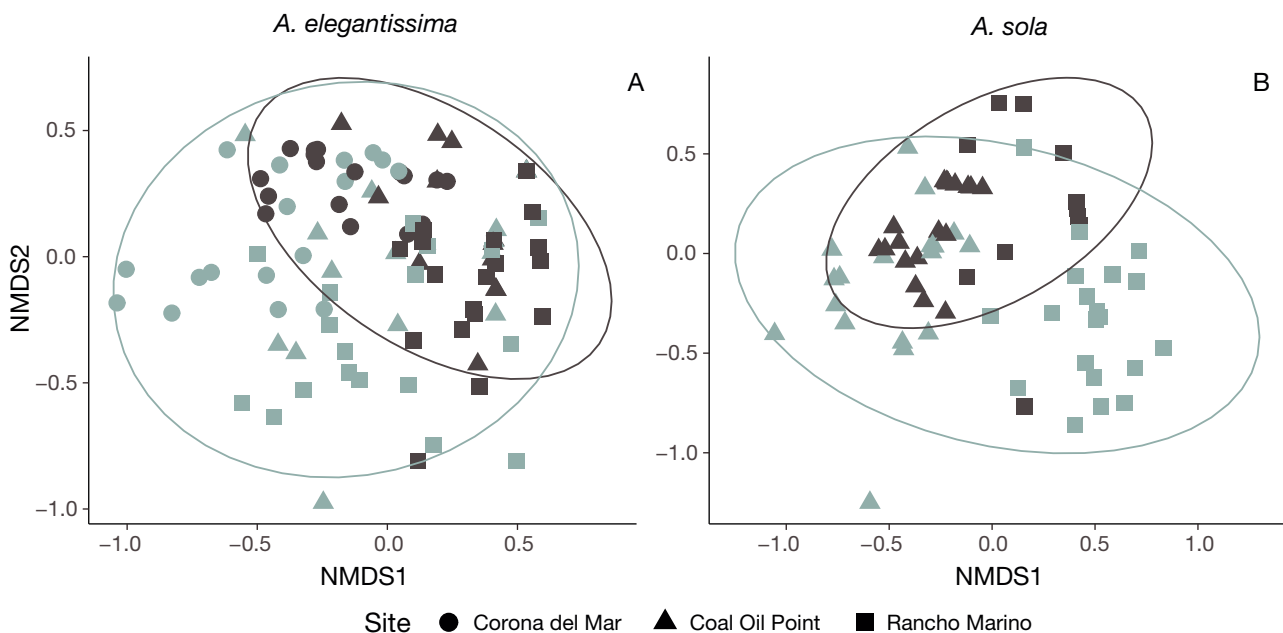 A. elegantissima
A. sola
A
B
NMDS2
0.5
0.0
−0.5
−1.0
0.5
0.0
−0.5
−1.0
−1.0 −0.5 0.0 0.5
−1.0 −0.5 0.0 0.5 1.0
NMDS1
NMDS1
Site Corona del Mar Coal Oil Point Rancho Marino